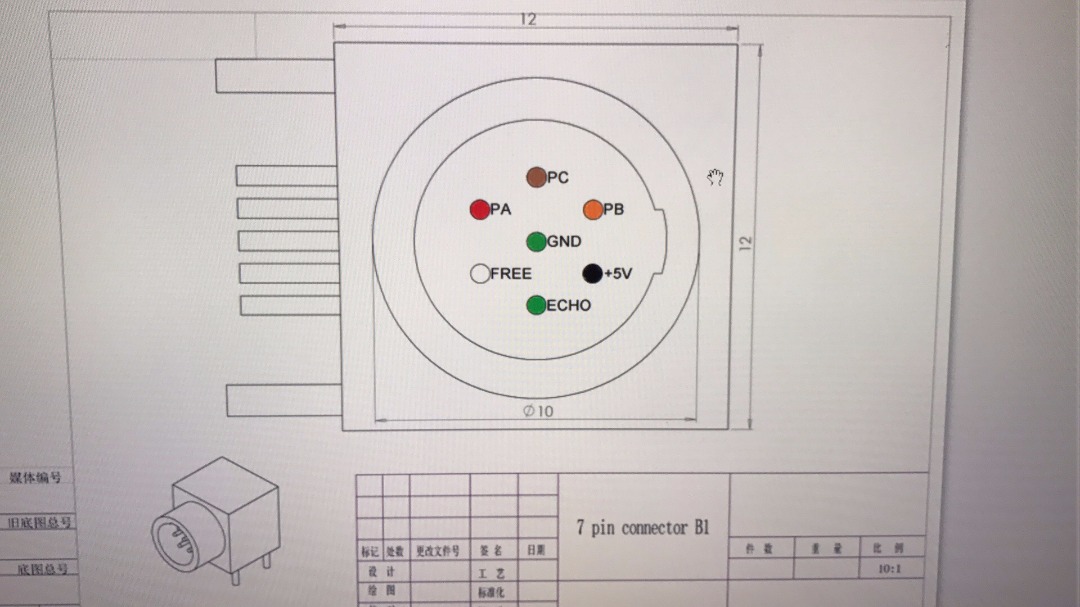 12
PC
PA PB
GND
12
FREE +5V
ECHO
Ø10
媒体编号
旧底图总号
底图总号
7 pin connector B1
标记 处数 更改文件号 签 名 日期
件 数 重 量 比 例
10:1
设 计 工 艺
绘 图 标准化